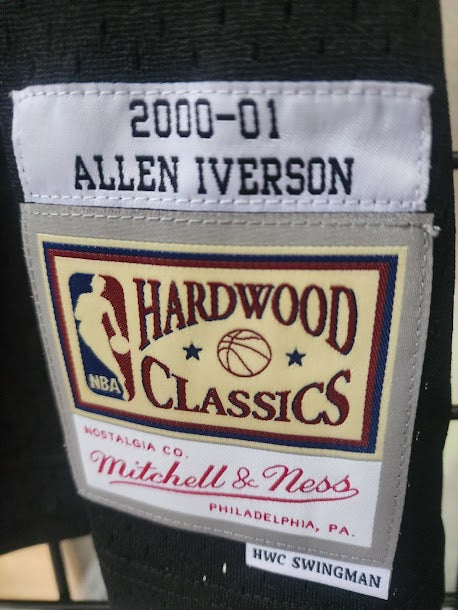 2000-01
ALLEN IVERSON
HARDWOOD
CLASSICS
NBA
NOSTALGIA CO.
Mitchell & Ness
PHILADELPHIA, PA.
HWC SWINGMAN